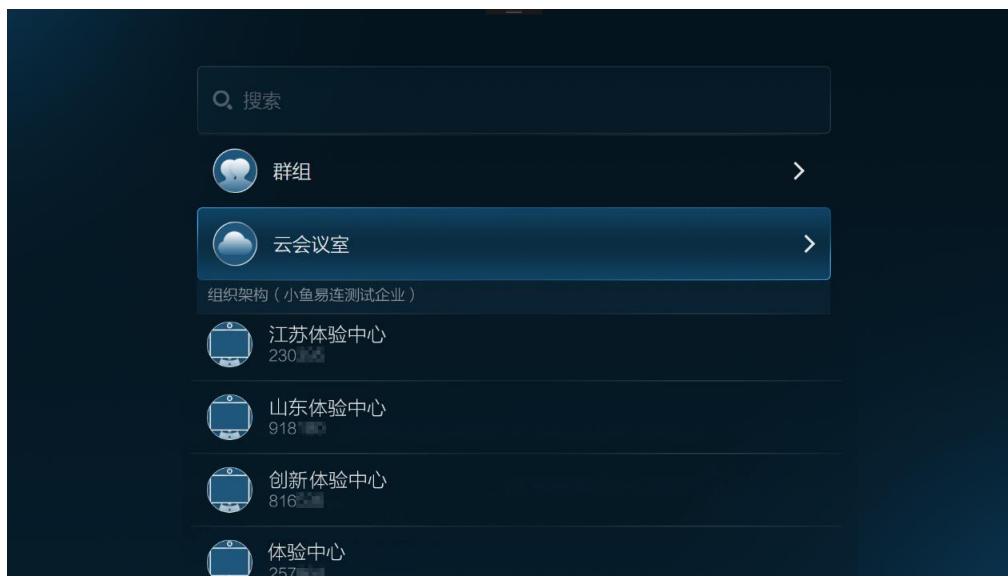 搜索
群组
云会议室
组织架构（小鱼易连测试企业）
江苏体验中心
230
山东体验中心
918
创新体验中心
816
体验中心
257